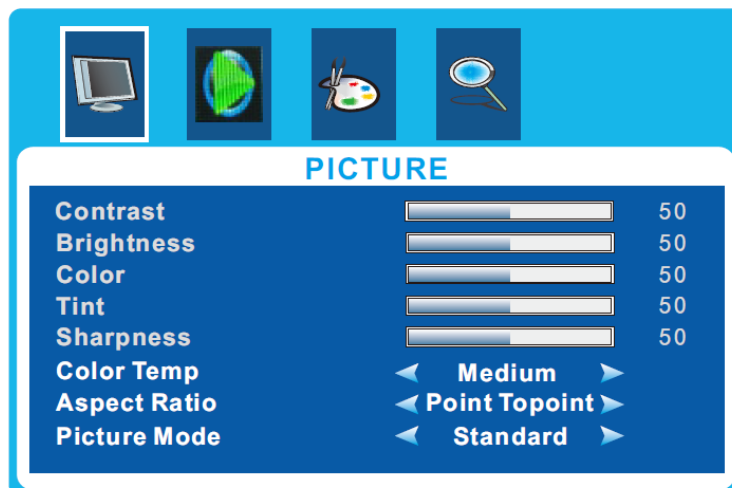 PICTURE
Contrast 50
Brightness 50
Color 50
Tint 50
Sharpness 50
Color Temp Medium
Aspect Ratio Point Topoint
Picture Mode Standard